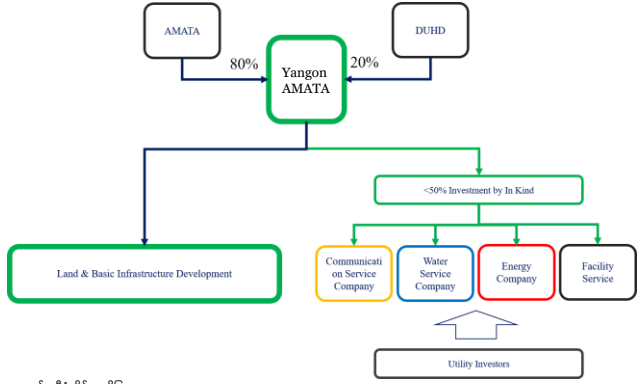 AMATA
DUHD
80%
Yangon
AMATA
20%
<50% Investment by In Kind
Land & Basic Infrastructure Development
Communicati
on Service
Company
Water
Service
Company
Energy
Company
Facility
Service
Utility Investors